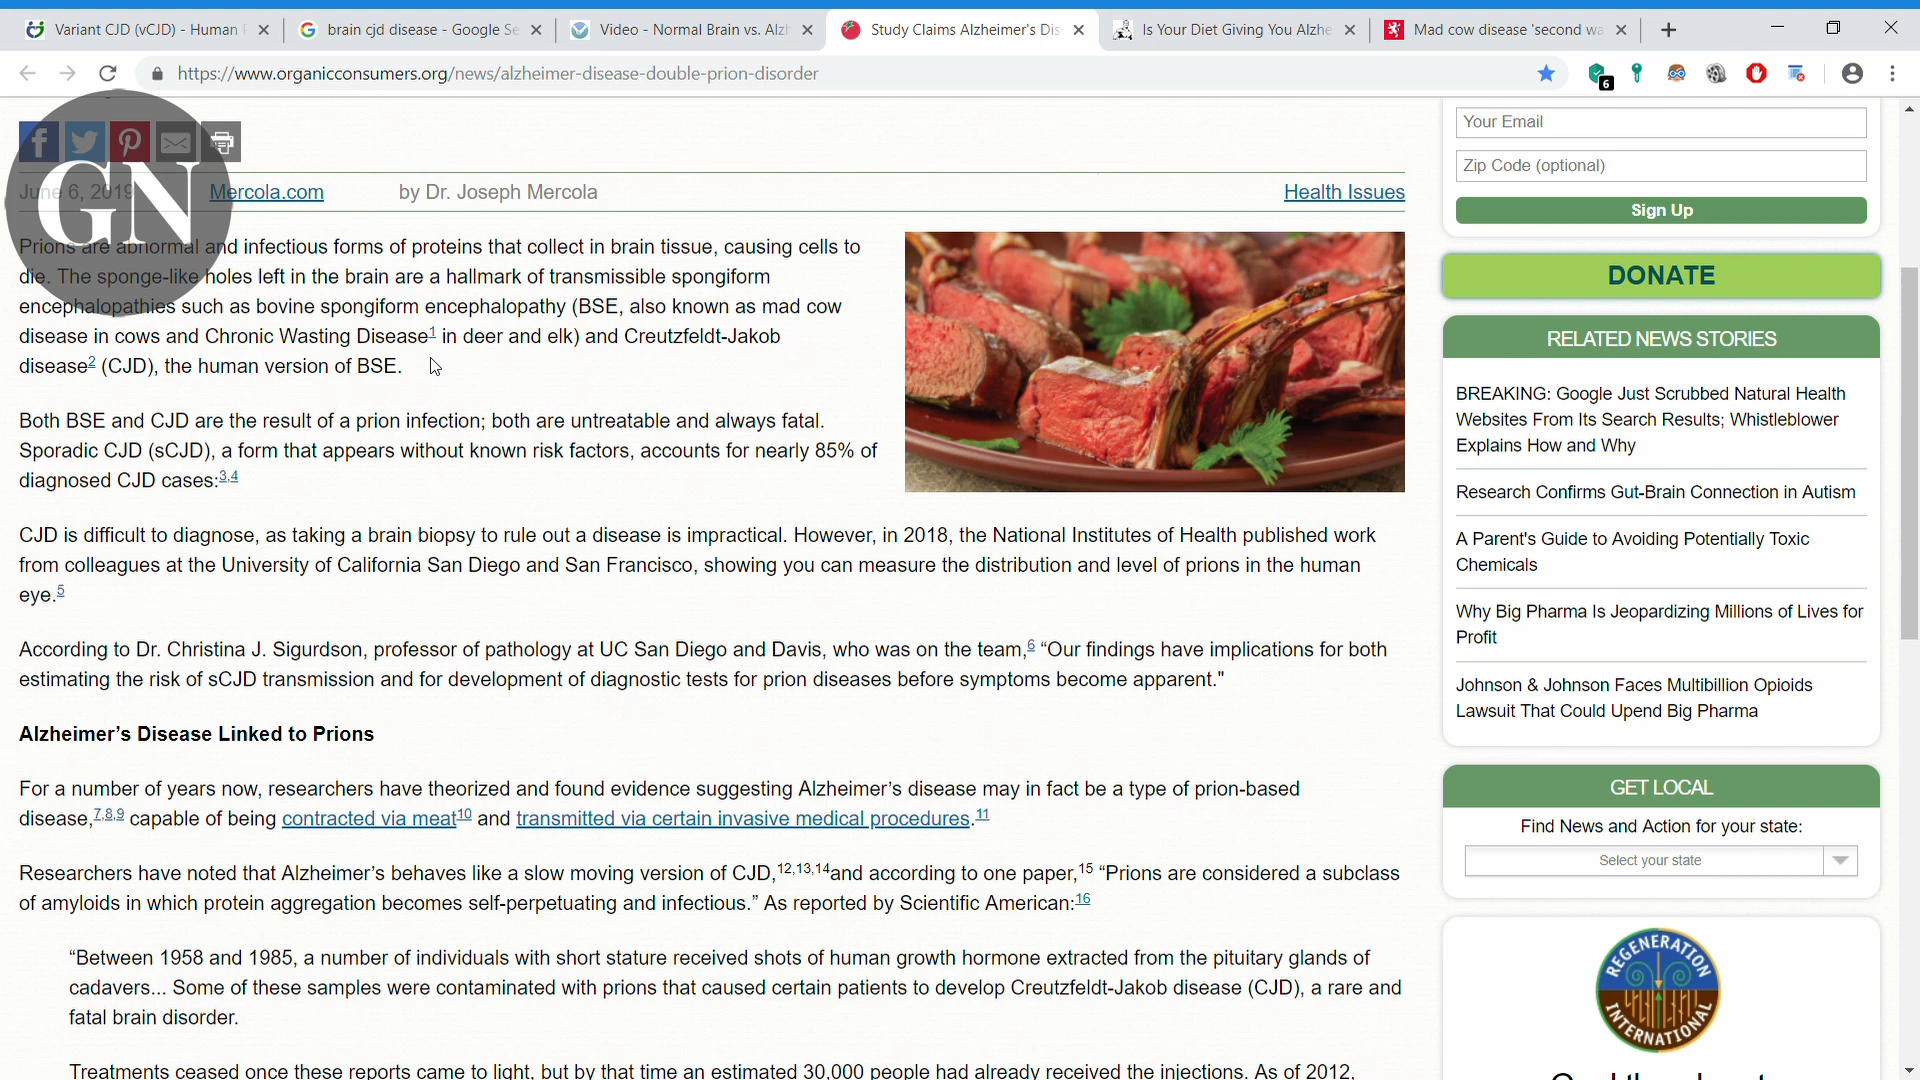 Variant CJD (vCJD) - Human F
brain cjd disease - Google Se
Video - Normal Brain vs. Alzh
Study Claims Alzheimer's Dis
Is Your Diet Giving You Alzhe
Mad cow disease 'second wa
https://www.organicconsumers.org/news/alzheimer-disease-double-prion-disorder
6
GN
June 6, 2019
Mercola.com
by Dr. Joseph Mercola
Health Issues
Prions are abnormal and infectious forms of proteins that collect in brain tissue, causing cells to
die. The sponge-like holes left in the brain are a hallmark of transmissible spongiform
encephalopathies such as bovine spongiform encephalopathy (BSE, also known as mad cow
disease in cows and Chronic Wasting Disease1 in deer and elk) and Creutzfeldt-Jakob
disease2 (CJD), the human version of BSE.
Both BSE and CJD are the result of a prion infection; both are untreatable and always fatal.
Sporadic CJD (sCJD), a form that appears without known risk factors, accounts for nearly 85% of
diagnosed CJD cases:3,4
CJD is difficult to diagnose, as taking a brain biopsy to rule out a disease is impractical. However, in 2018, the National Institutes of Health published work
from colleagues at the University of California San Diego and San Francisco, showing you can measure the distribution and level of prions in the human
eye.5
According to Dr. Christina J. Sigurdson, professor of pathology at UC San Diego and Davis, who was on the team,6 “Our findings have implications for both
estimating the risk of sCJD transmission and for development of diagnostic tests for prion diseases before symptoms become apparent."
Alzheimer’s Disease Linked to Prions
For a number of years now, researchers have theorized and found evidence suggesting Alzheimer’s disease may in fact be a type of prion-based
disease,7,8,9 capable of being contracted via meat10 and transmitted via certain invasive medical procedures.11
Researchers have noted that Alzheimer’s behaves like a slow moving version of CJD,12,13,14and according to one paper,15 “Prions are considered a subclass
of amyloids in which protein aggregation becomes self-perpetuating and infectious.” As reported by Scientific American:16
“Between 1958 and 1985, a number of individuals with short stature received shots of human growth hormone extracted from the pituitary glands of
cadavers... Some of these samples were contaminated with prions that caused certain patients to develop Creutzfeldt-Jakob disease (CJD), a rare and
fatal brain disorder.
Treatments ceased once these reports came to light, but by that time an estimated 30,000 people had already received the injections. As of 2012,
Your Email
Zip Code (optional)
Sign Up
DONATE
RELATED NEWS STORIES
BREAKING: Google Just Scrubbed Natural Health
Websites From Its Search Results; Whistleblower
Explains How and Why
Research Confirms Gut-Brain Connection in Autism
A Parent's Guide to Avoiding Potentially Toxic
Chemicals
Why Big Pharma Is Jeopardizing Millions of Lives for
Profit
Johnson & Johnson Faces Multibillion Opioids
Lawsuit That Could Upend Big Pharma
GET LOCAL
Find News and Action for your state:
Select your state
REGENERATION
INTERNATIONAL